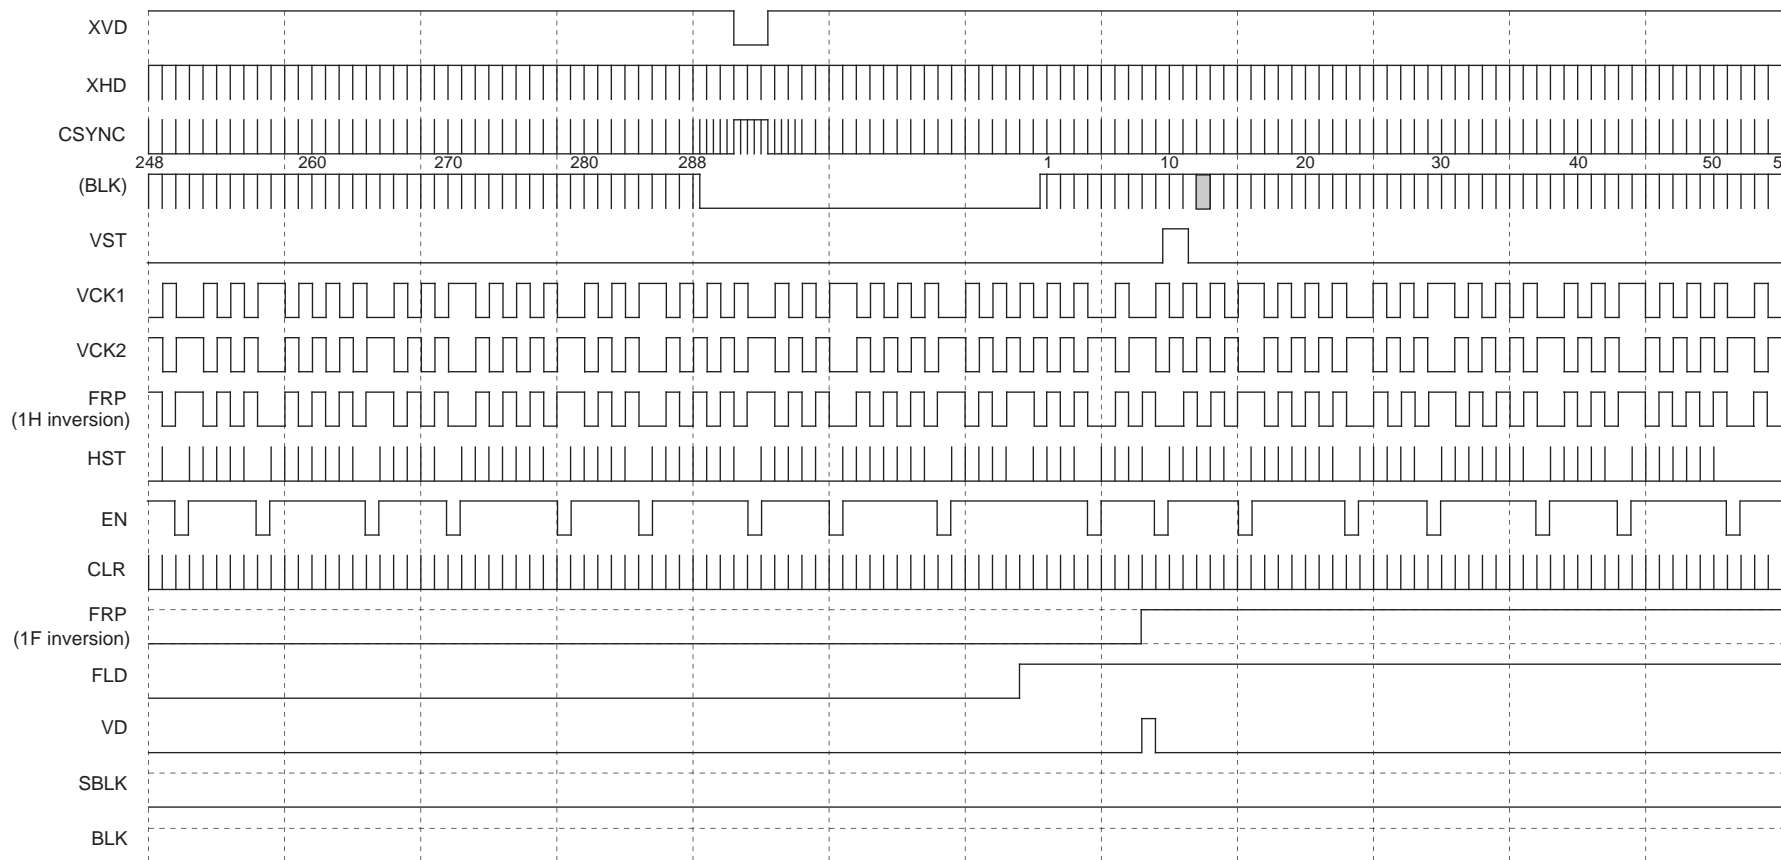 XVD
XHD
CSYNC
248 260 270 280 288 1 10 20 30 40 50 5
(BLK)
VST
VCK1
VCK2
FRP
(1H inversion)
HST
EN
CLR
FRP
(1F inversion)
FLD
VD
SBLK
BLK